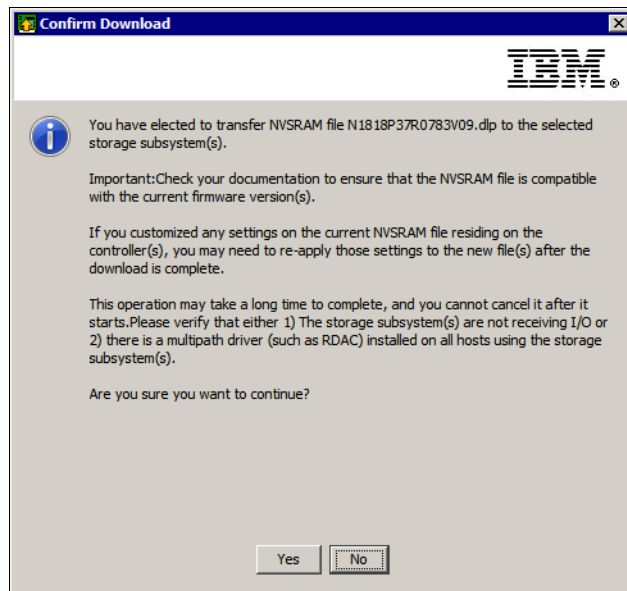 Confirm Download
IBM®
You have elected to transfer NVSRAM file N1818P37R0783V09.dlp to the selected
storage subsystem(s).
Important:Check your documentation to ensure that the NVSRAM file is compatible
with the current firmware version(s).
If you customized any settings on the current NVSRAM file residing on the
controller(s), you may need to re-apply those settings to the new file(s) after the
download is complete.
This operation may take a long time to complete, and you cannot cancel it after it
starts.Please verify that either 1) The storage subsystem(s) are not receiving I/O or
2) there is a multipath driver (such as RDAC) installed on all hosts using the storage
subsystem(s).
Are you sure you want to continue?
Yes
No